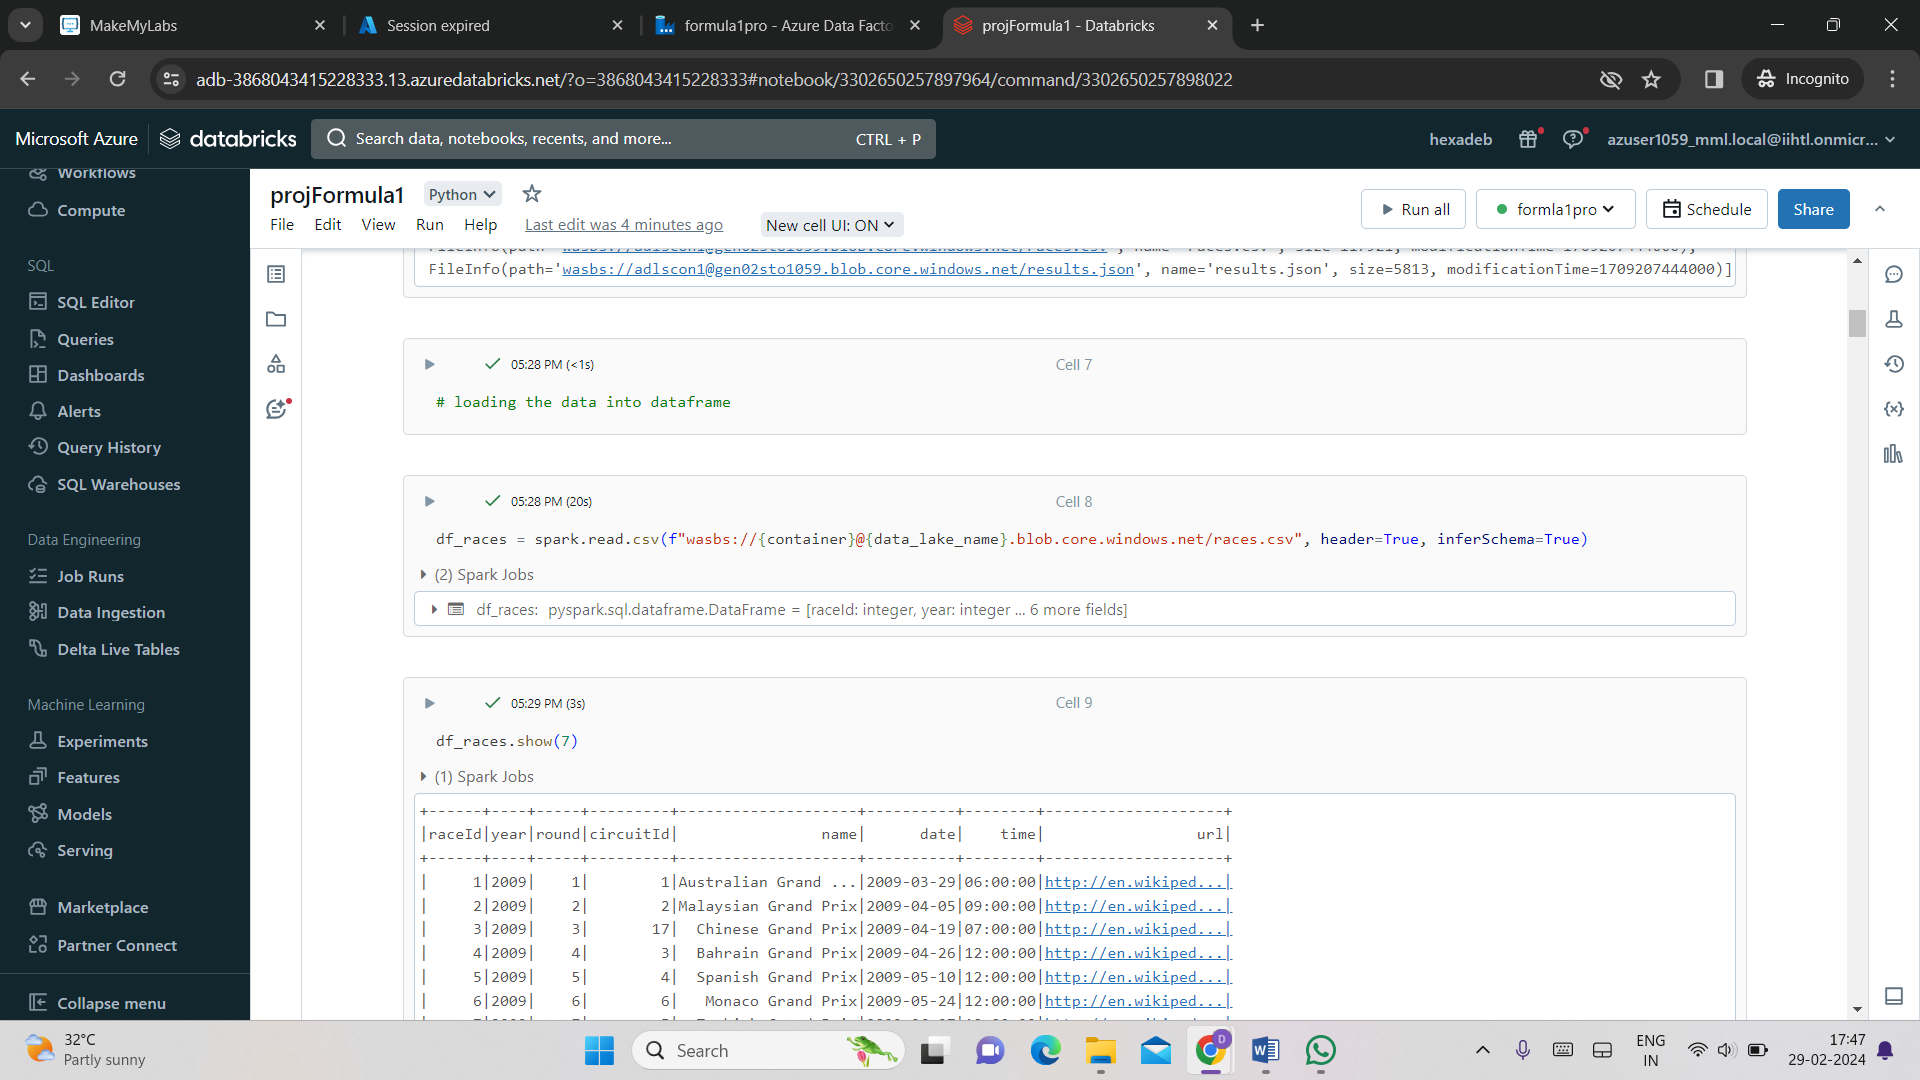 MakeMyLabs
Session expired
formula1pro - Azure Data Facto
projFormula1 - Databricks
adb-3868043415228333.13.azuredatabricks.net/?o=3868043415228333#notebook/3302650257897964/command/3302650257898022
Incognito
Microsoft Azure
databricks
Search data, notebooks, recents, and more...
CTRL + P
hexadeb
azuser1059_mml.local@iihtl.onmicr...
Workflows
Compute
SQL
SQL Editor
Queries
Dashboards
Alerts
Query History
SQL Warehouses
Data Engineering
Job Runs
Data Ingestion
Delta Live Tables
Machine Learning
Experiments
Features
Models
Serving
Marketplace
Partner Connect
Collapse menu
projFormula1
Python
File Edit View Run Help Last edit was 4 minutes ago New cell UI: ON
Run all
formla1pro
Schedule
Share
FileInfo(path='wasbs://adlscon1@gen02sto1059.blob.core.windows.net/results.json', name='results.json', size=5813, modificationTime=1709207444000)]
05:28 PM (<1s)
Cell 7
# loading the data into dataframe
05:28 PM (20s)
Cell 8
df_races = spark.read.csv(f"wasbs://{container}@{data_lake_name}.blob.core.windows.net/races.csv", header=True, inferSchema=True)
(2) Spark Jobs
df_races: pyspark.sql.dataframe.DataFrame = [raceId: integer, year: integer ... 6 more fields]
05:29 PM (3s)
Cell 9
df_races.show(7)
(1) Spark Jobs
+------+----+-----+---------+--------------------+----------+--------+--------------------+
|raceId|year|round|circuitId|                name|      date|    time|                 url|
+------+----+-----+---------+--------------------+----------+--------+--------------------+
|     1|2009|    1|        1|Australian Grand ...|2009-03-29|06:00:00|http://en.wikiped...|
|     2|2009|    2|        2|Malaysian Grand Prix|2009-04-05|09:00:00|http://en.wikiped...|
|     3|2009|    3|       17|  Chinese Grand Prix|2009-04-19|07:00:00|http://en.wikiped...|
|     4|2009|    4|        3|  Bahrain Grand Prix|2009-04-26|12:00:00|http://en.wikiped...|
|     5|2009|    5|        4|  Spanish Grand Prix|2009-05-10|12:00:00|http://en.wikiped...|
|     6|2009|    6|        6|   Monaco Grand Prix|2009-05-24|12:00:00|http://en.wikiped...|
32°C
Partly sunny
Search
D
ENG
IN
17:47
29-02-2024